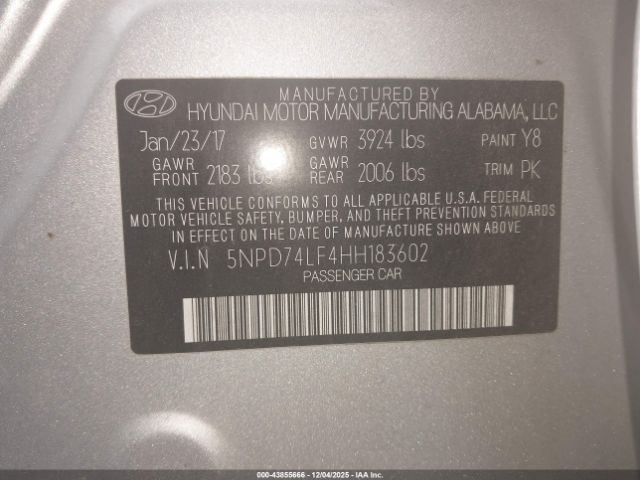 MANUFACTURED BY
HYUNDAI MOTOR MANUFACTURING ALABAMA, LLC
Jan/23/17 GVWR 3924 lbs PAINT Y8
GAWR FRONT 2183 lbs GAWR REAR 2006 lbs TRIM PK
THIS VEHICLE CONFORMS TO ALL APPLICABLE U.S.A. FEDERAL
MOTOR VEHICLE SAFETY, BUMPER, AND THEFT PREVENTION STANDARDS
IN EFFECT ON THE DATE OF MANUFACTURE SHOWN ABOVE
V.I.N 5NPD74LF4HH183602
PASSENGER CAR
000-43855666 - 12/04/2025 - IAA Inc.